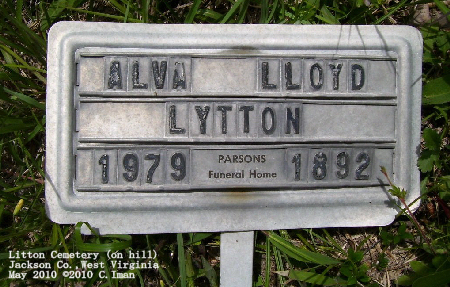 ALVA LLOYD
LYTTON
1979 PARSONS 1892
Funeral Home
Litton Cemetery (on hill)
Jackson Co., West Virginia
May 2010 ©2010 C. Iman